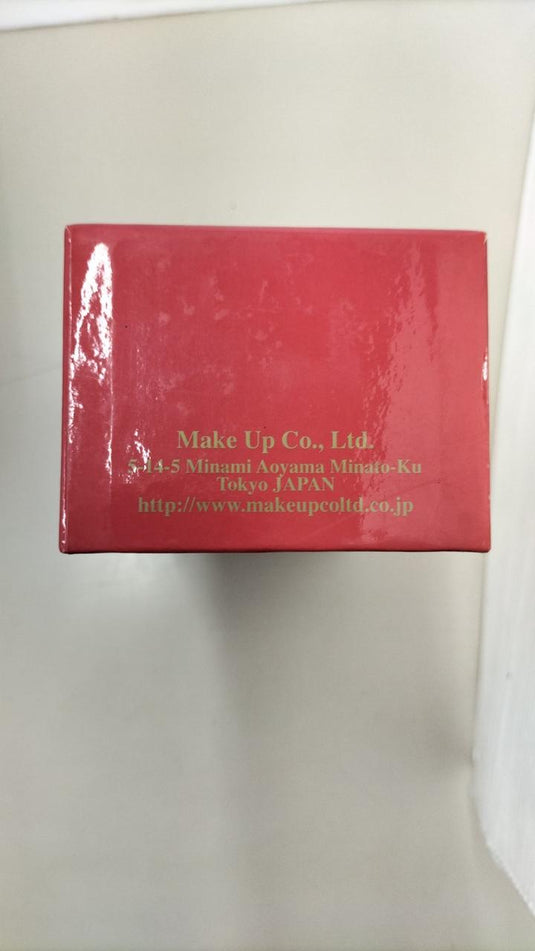 Make Up Co., Ltd.
5-14-5 Minami Aoyama Minato-Ku
Tokyo JAPAN
http://www.makeupcoltd.co.jp